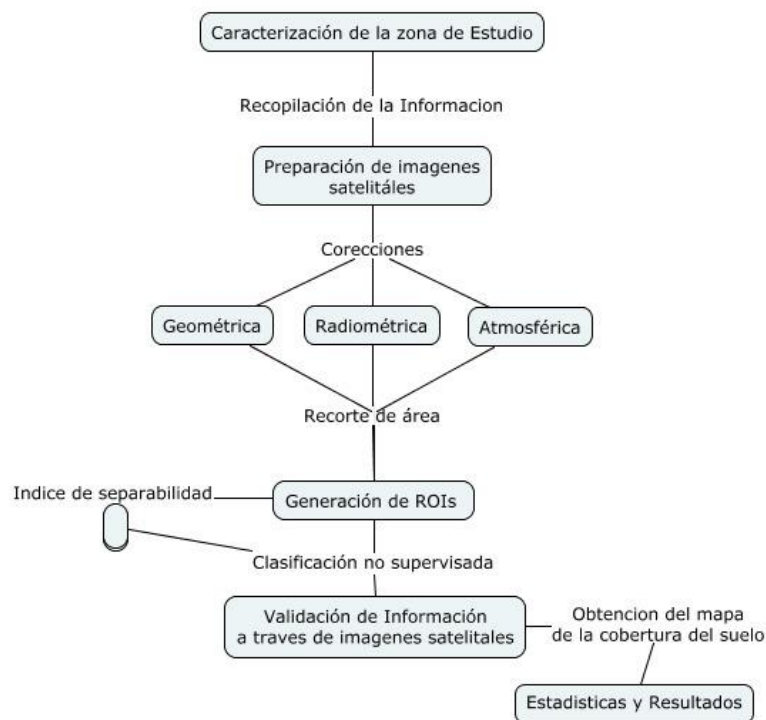 Caracterización de la zona de Estudio
Recopilación de la Informacion
Preparación de imagenes
satelitáles
Corecciones
Geométrica
Radiométrica
Atmosférica
Recorte de área
Indice de separabilidad
Generación de ROIs
Clasificación no supervisada
Validación de Información
a traves de imagenes satelitales
Obtencion del mapa
de la cobertura del suelo
Estadisticas y Resultados